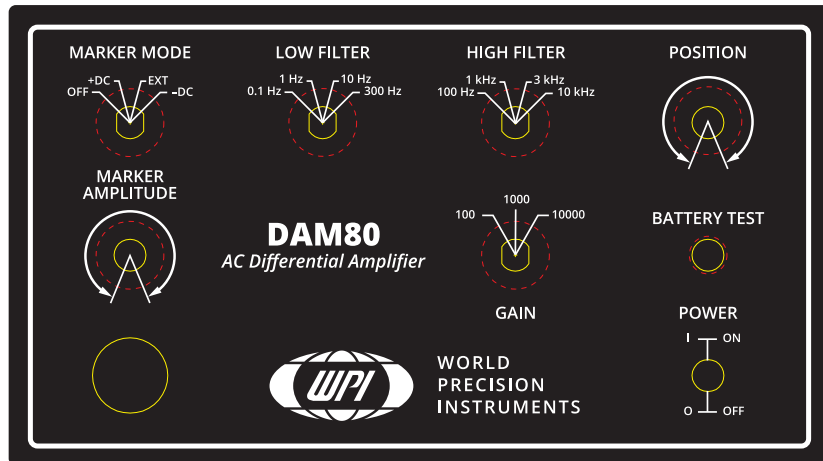 MARKER MODE
OFF +DC EXT -DC
LOW FILTER
0.1 Hz 1 Hz 10 Hz 300 Hz
HIGH FILTER
100 Hz 1 kHz 3 kHz 10 kHz
POSITION
MARKER
AMPLITUDE
DAM80
AC Differential Amplifier
100 1000 10000
GAIN
BATTERY TEST
POWER
I ON
O OFF
WPI
WORLD
PRECISION
INSTRUMENTS